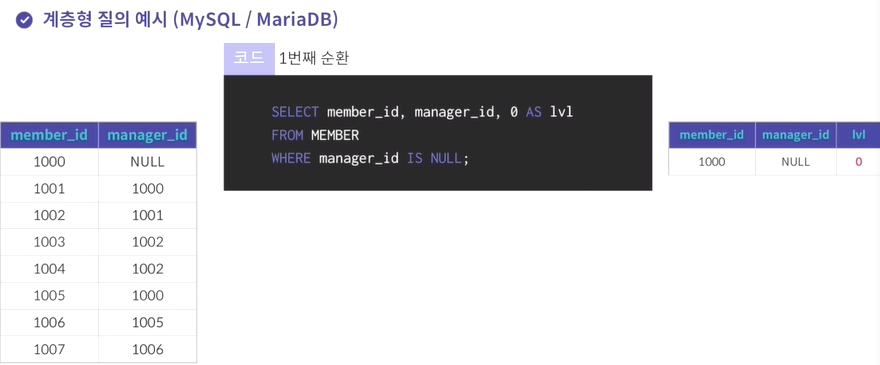 계층형 질의 예시 (MySQL / MariaDB)
코드 1번째 순환
SELECT member_id, manager_id, 0 AS lvl
FROM MEMBER
WHERE manager_id IS NULL;
member_id manager_id
1000 NULL
1001 1000
1002 1001
1003 1002
1004 1002
1005 1000
1006 1005
1007 1006
member_id manager_id lvl
1000 NULL 0